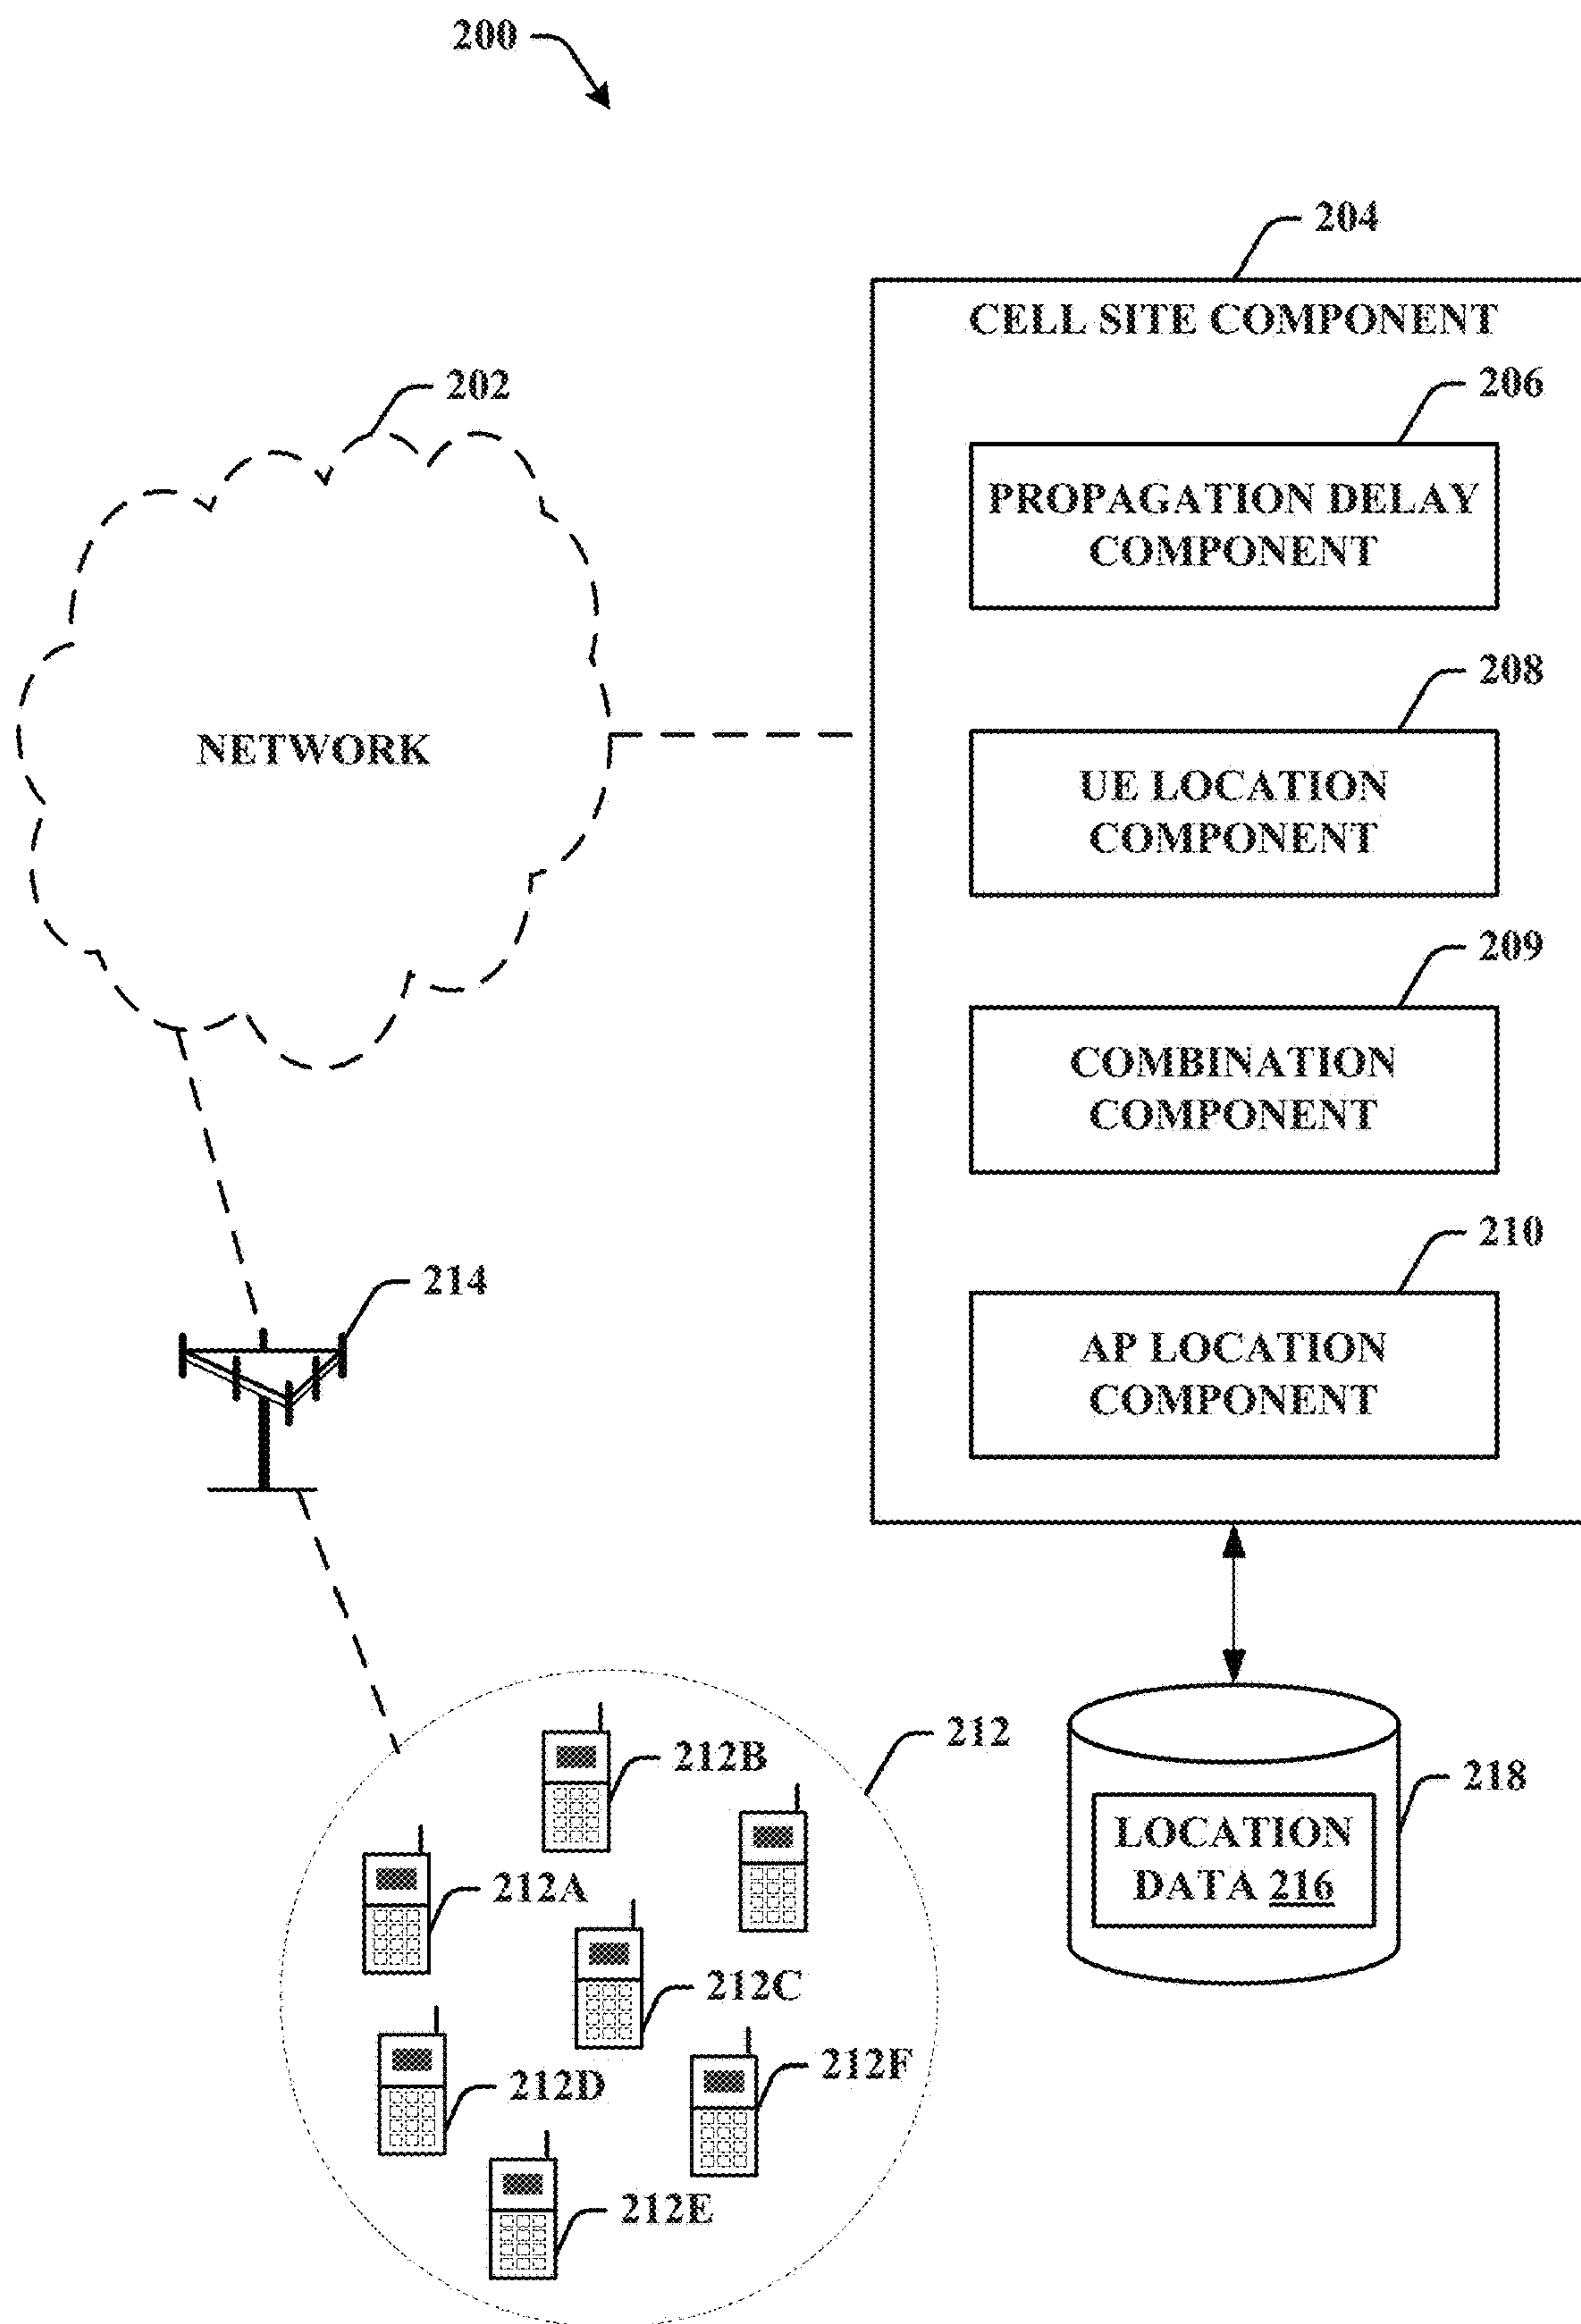 200
204
CELL SITE COMPONENT
202
206
PROPAGATION DELAY
COMPONENT
208
UE LOCATION
COMPONENT
NETWORK
209
COMBINATION
COMPONENT
210
AP LOCATION
COMPONENT
214
212
212B
218
LOCATION
DATA 216
212A
212C
212D
212F
212E